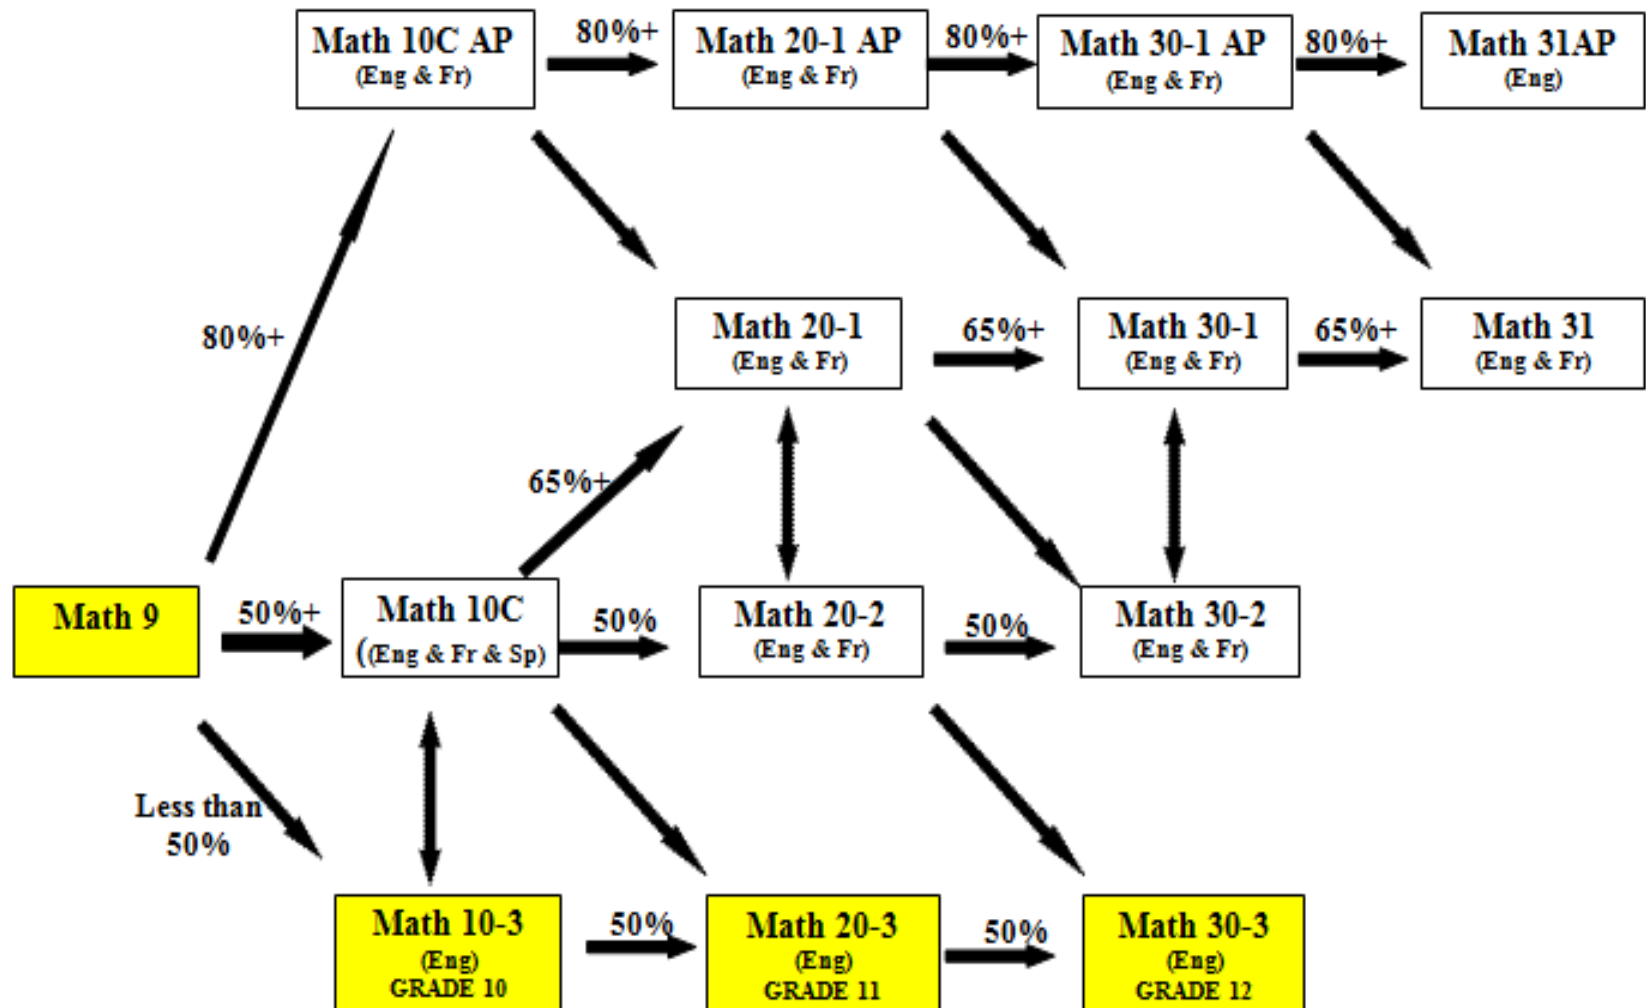 Math 10C AP
(Eng & Fr)
80%+
Math 20-1 AP
(Eng & Fr)
80%+
Math 30-1 AP
(Eng & Fr)
80%+
Math 31AP
(Eng)
80%+
Math 20-1
(Eng & Fr)
65%+
Math 30-1
(Eng & Fr)
65%+
Math 31
(Eng & Fr)
65%+
Math 9
50%+
Math 10C
((Eng & Fr & Sp)
50%
Math 20-2
(Eng & Fr)
50%
Math 30-2
(Eng & Fr)
Less than
50%
Math 10-3
(Eng)
GRADE 10
50%
Math 20-3
(Eng)
GRADE 11
50%
Math 30-3
(Eng)
GRADE 12